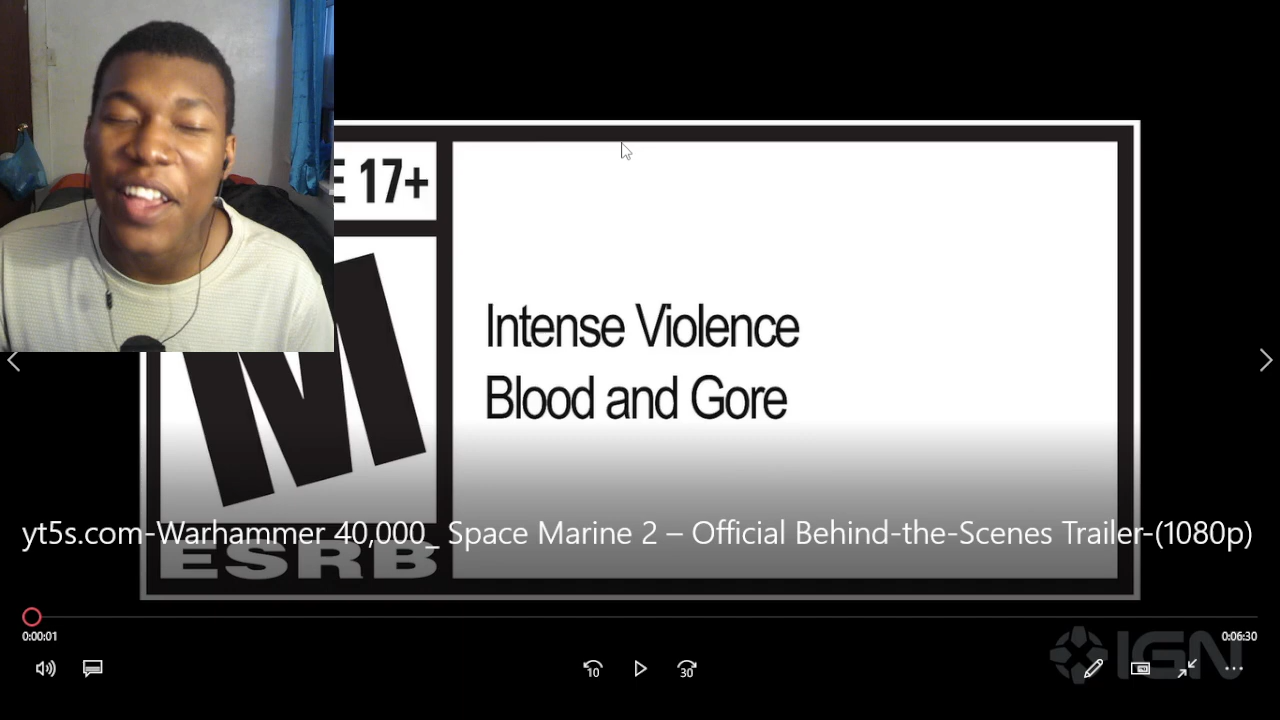 E 17+
M
Intense Violence
Blood and Gore
yt5s.com-Warhammer 40,000_ Space Marine 2 – Official Behind-the-Scenes Trailer-(1080p)
ESRB
0:00:01
0:06:30
IGN
10
30